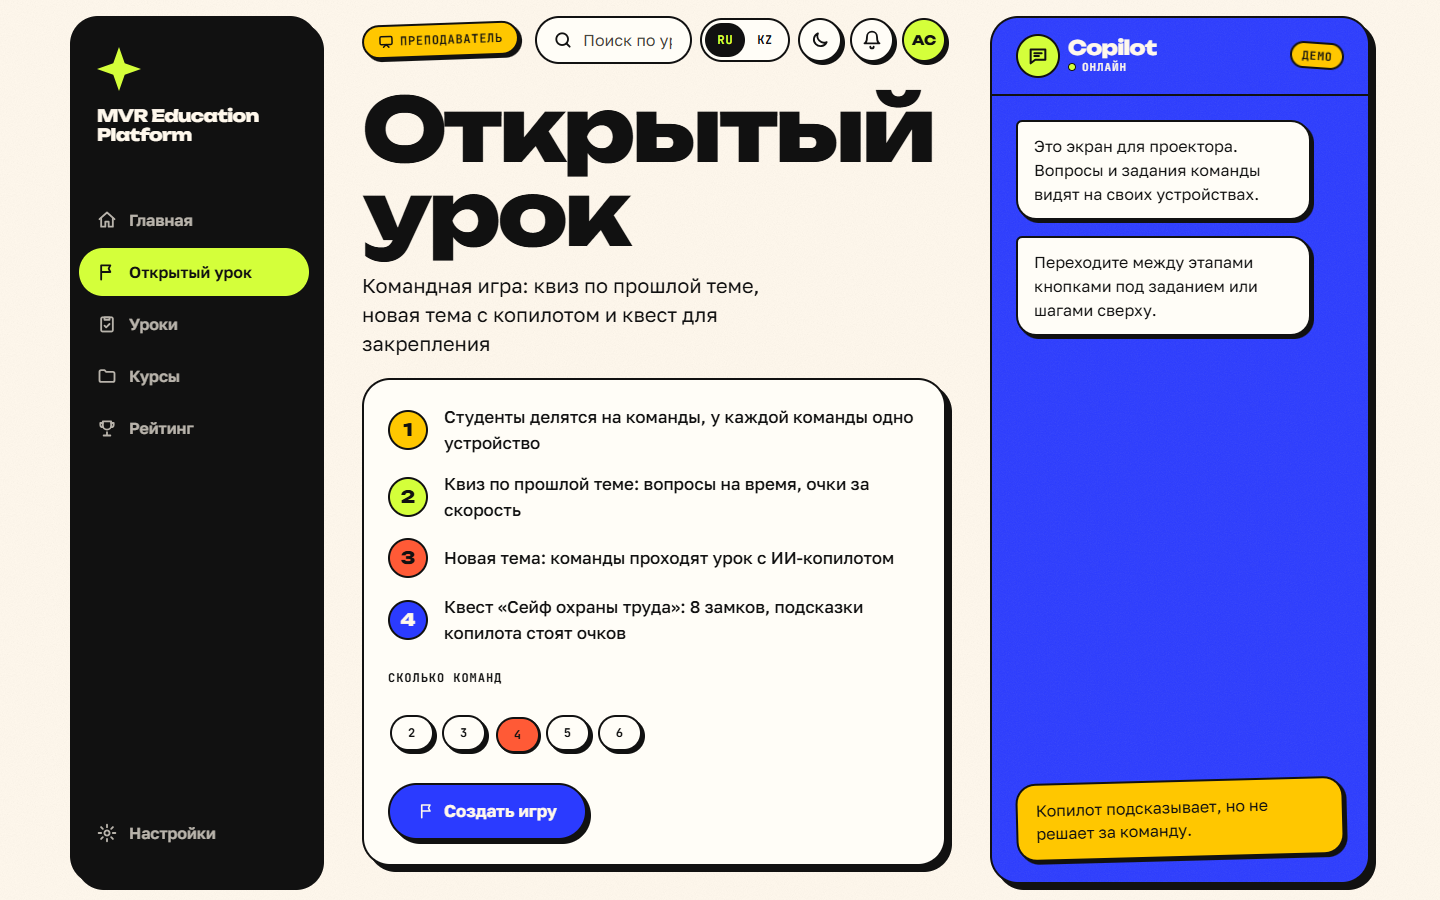 MVR Education
Platform
Главная
Открытый урок
Уроки
Курсы
Рейтинг
Настройки
ПРЕПОДАВАТЕЛЬ
Поиск по у
RU
KZ
АС
Открытый
урок
Командная игра: квиз по прошлой теме,
новая тема с копилотом и квест для
закрепления
1
Студенты делятся на команды, у каждой команды одно
устройство
2
Квиз по прошлой теме: вопросы на время, очки за
скорость
3
Новая тема: команды проходят урок с ИИ-копилотом
4
Квест «Сейф охраны труда»: 8 замков, подсказки
копилота стоят очков
СКОЛЬКО КОМАНД
2
3
4
5
6
Создать игру
Copilot
ОНЛАЙН
ДЕМО
Это экран для проектора.
Вопросы и задания команды
видят на своих устройствах.
Переходите между этапами
кнопками под заданием или
шагами сверху.
Копилот подсказывает, но не
решает за команду.